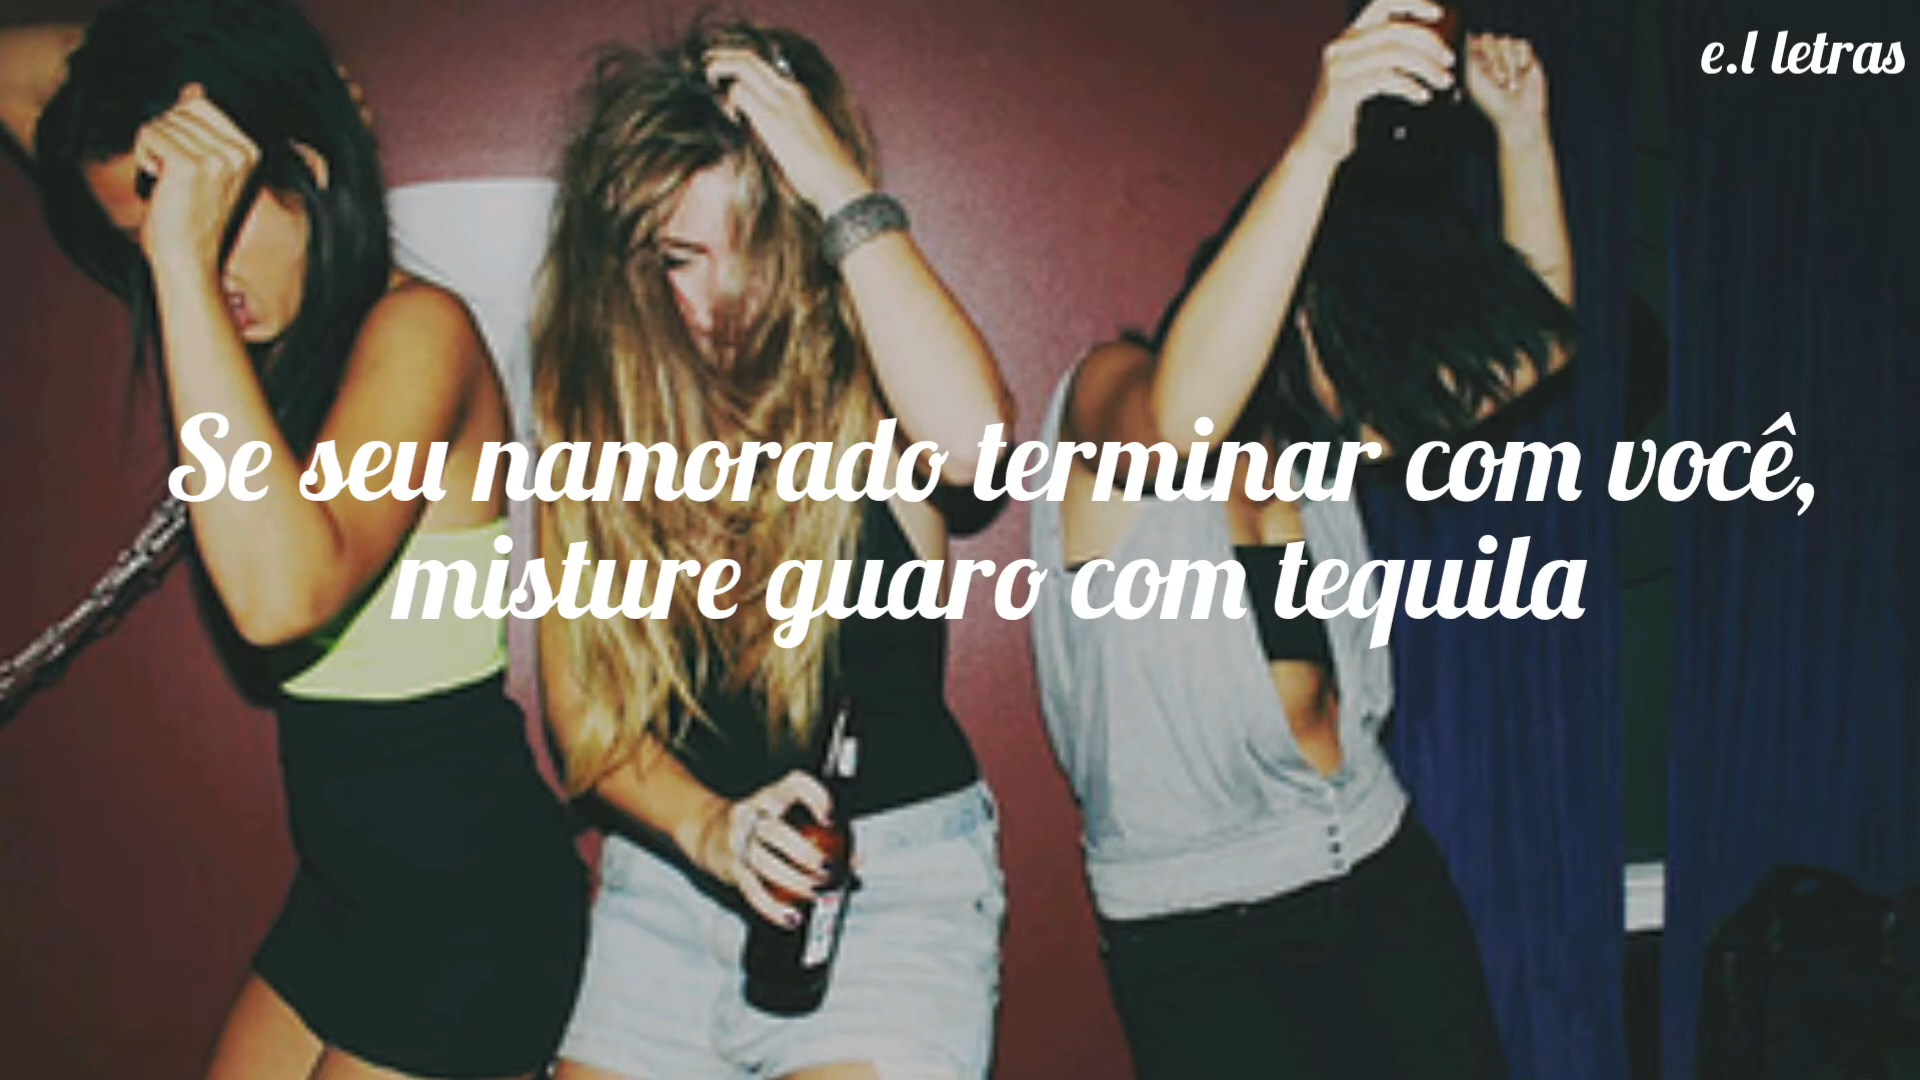 e.l letras
Se seu namorado terminar com você,
misture guaro com tequila